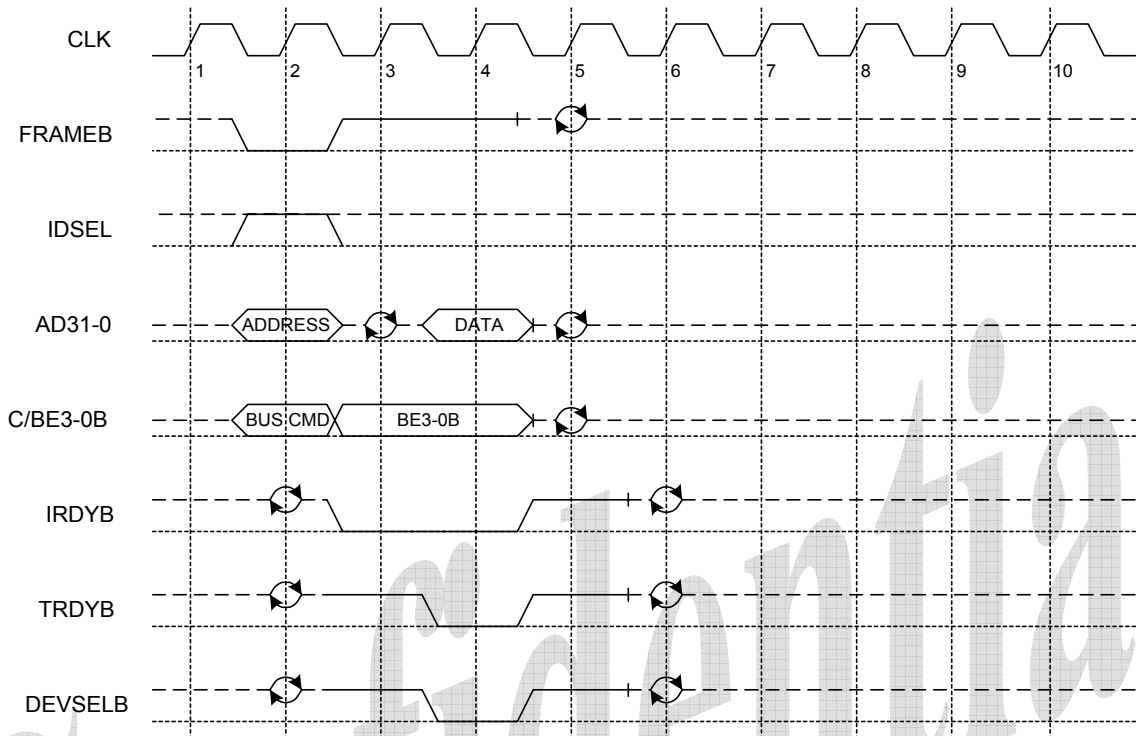 CLK
1 2 3 4 5 6 7 8 9 10
FRAMEB
IDSEL
AD31-0 ADDRESS DATA
C/BE3-0B BUS CMD BE3-0B
IRDYB
TRDYB
DEVSELB
fidentia